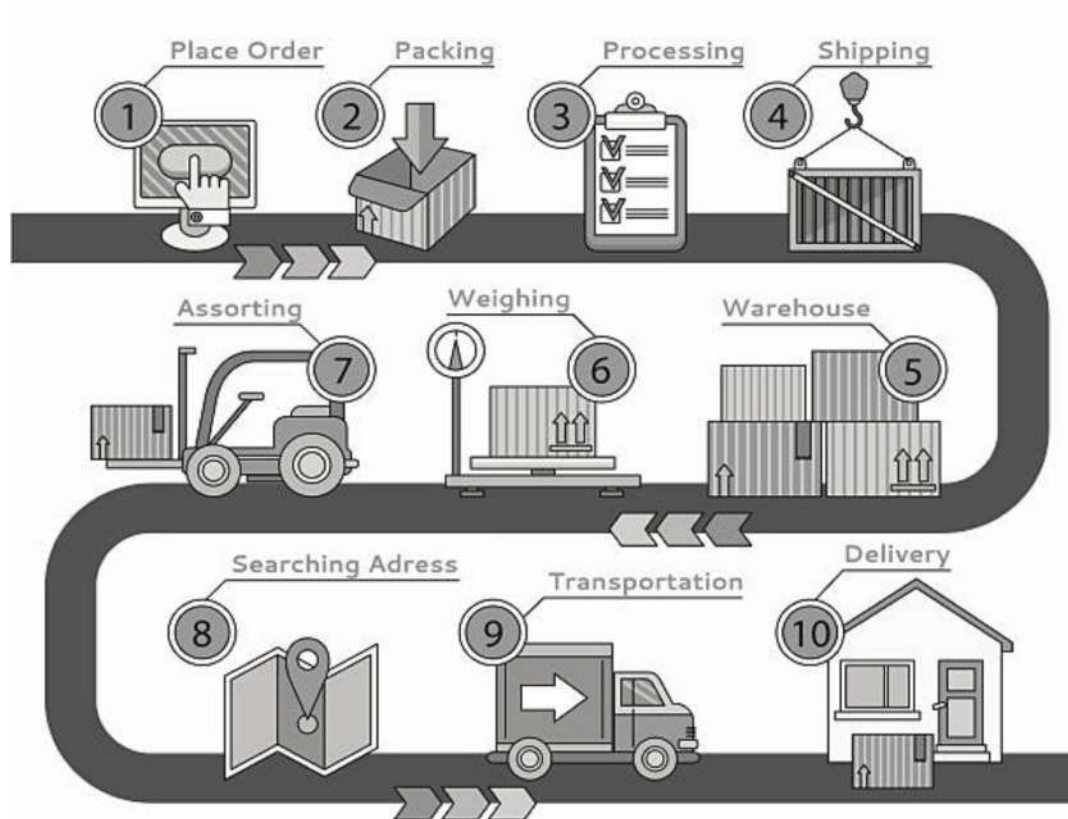 Place Order
1
Packing
2
Processing
3
Shipping
4
Warehouse
5
Weighing
6
Assorting
7
Searching Adress
8
Transportation
9
Delivery
10